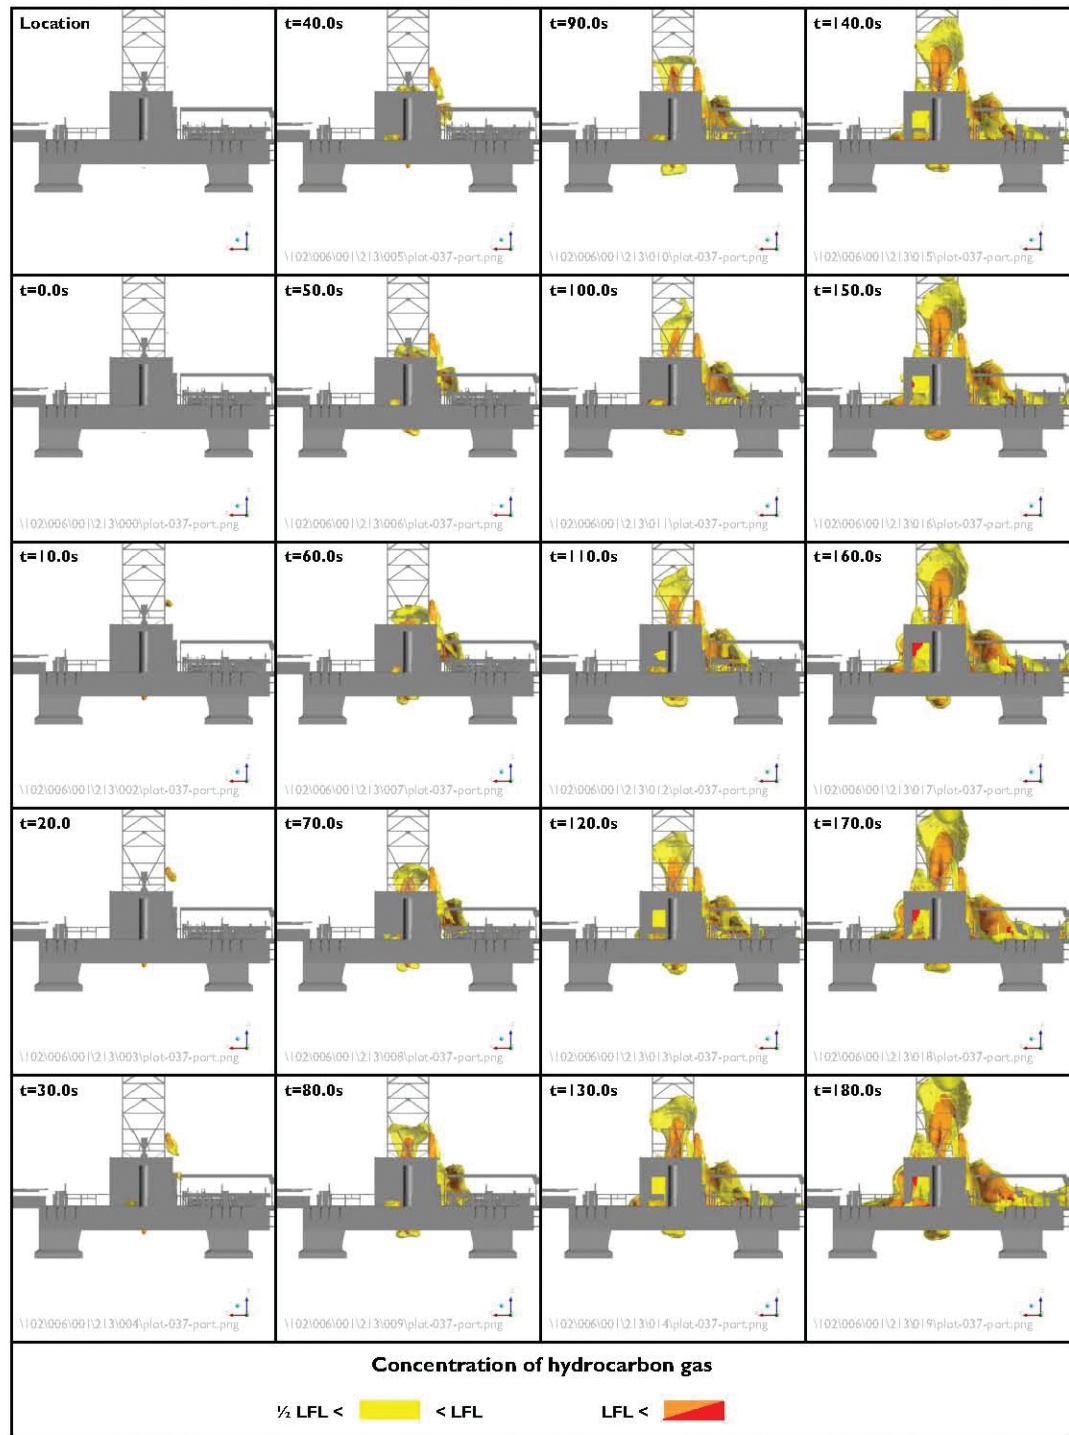 Location
t=40.0s
t=90.0s
t=140.0s
\102\006\001\213\005\plot-037-part.png
\102\006\001\213\010\plot-037-part.png
\102\006\001\213\015\plot-037-part.png
t=0.0s
t=50.0s
t=100.0s
t=150.0s
\102\006\001\213\000\plot-037-part.png
\102\006\001\213\006\plot-037-part.png
\102\006\001\213\011\plot-037-part.png
\102\006\001\213\016\plot-037-part.png
t=10.0s
t=60.0s
t=110.0s
t=160.0s
\102\006\001\213\002\plot-037-part.png
\102\006\001\213\007\plot-037-part.png
\102\006\001\213\012\plot-037-part.png
\102\006\001\213\017\plot-037-part.png
t=20.0
t=70.0s
t=120.0s
t=170.0s
\102\006\001\213\003\plot-037-part.png
\102\006\001\213\008\plot-037-part.png
\102\006\001\213\013\plot-037-part.png
\102\006\001\213\018\plot-037-part.png
t=30.0s
t=80.0s
t=130.0s
t=180.0s
\102\006\001\213\004\plot-037-part.png
\102\006\001\213\009\plot-037-part.png
\102\006\001\213\014\plot-037-part.png
\102\006\001\213\019\plot-037-part.png
Concentration of hydrocarbon gas
½ LFL < < LFL LFL <